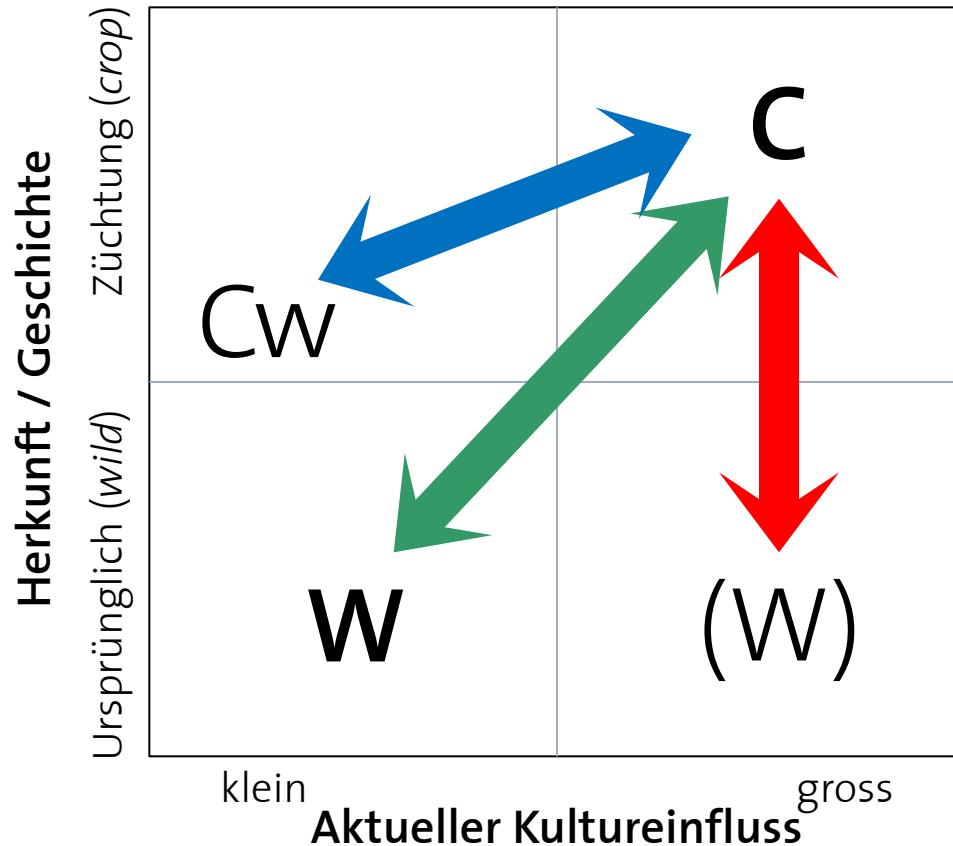 Herkunft / Geschichte
Züchtung (crop)
Ursprünglich (wild)
C
Cw
W
(W)
klein
gross
Aktueller Kultureinfluss